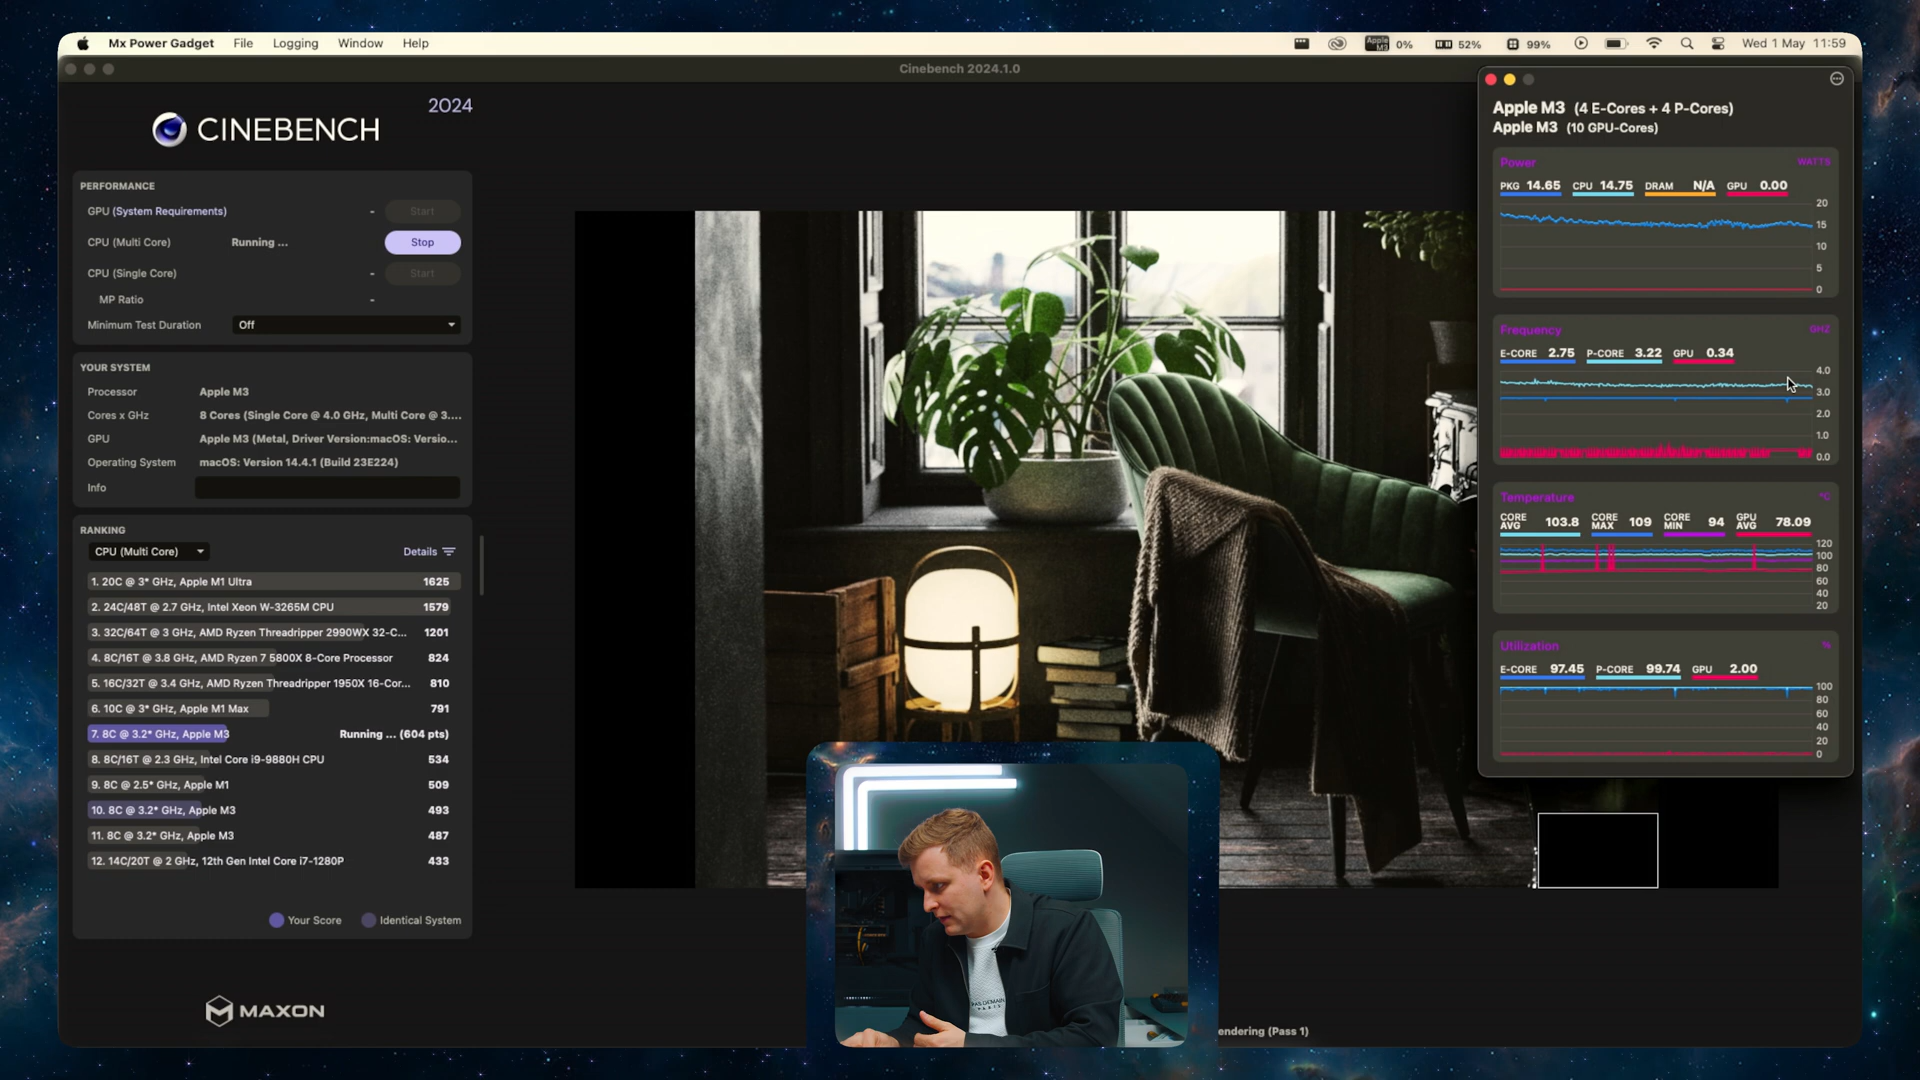 Mx Power Gadget File Logging Window Help
Apple M3 0% 52% 99% Wed 1 May 11:59
Cinebench 2024.1.0
2024
CINEBENCH
PERFORMANCE
GPU (System Requirements) - Start
CPU (Multi Core) Running ... Stop
CPU (Single Core) - Start
MP Ratio -
Minimum Test Duration Off
YOUR SYSTEM
Processor Apple M3
Cores x GHz 8 Cores (Single Core @ 4.0 GHz, Multi Core @ 3....
GPU Apple M3 (Metal, Driver Version:macOS: Versio...
Operating System macOS: Version 14.4.1 (Build 23E224)
Info
RANKING
CPU (Multi Core) Details
1. 20C @ 3* GHz, Apple M1 Ultra 1625
2. 24C/48T @ 2.7 GHz, Intel Xeon W-3265M CPU 1579
3. 32C/64T @ 3 GHz, AMD Ryzen Threadripper 2990WX 32-C... 1201
4. 8C/16T @ 3.8 GHz, AMD Ryzen 7 5800X 8-Core Processor 824
5. 16C/32T @ 3.4 GHz, AMD Ryzen Threadripper 1950X 16-Cor... 810
6. 10C @ 3* GHz, Apple M1 Max 791
7. 8C @ 3.2* GHz, Apple M3 Running ... (604 pts)
8. 8C/16T @ 2.3 GHz, Intel Core i9-9880H CPU 534
9. 8C @ 2.5* GHz, Apple M1 509
10. 8C @ 3.2* GHz, Apple M3 493
11. 8C @ 3.2* GHz, Apple M3 487
12. 14C/20T @ 2 GHz, 12th Gen Intel Core i7-1280P 433
Your Score Identical System
MAXON
Apple M3 (4 E-Cores + 4 P-Cores)
Apple M3 (10 GPU-Cores)
Power WATTS
PKG 14.65 CPU 14.75 DRAM N/A GPU 0.00
20
15
10
5
0
Frequency GHZ
E-CORE 2.75 P-CORE 3.22 GPU 0.34
4.0
3.0
2.0
1.0
0.0
Temperature °C
CORE AVG 103.8 CORE MAX 109 CORE MIN 94 GPU AVG 78.09
120
100
80
60
40
20
Utilization %
E-CORE 97.45 P-CORE 99.74 GPU 2.00
100
80
60
40
20
0
endering (Pass 1)